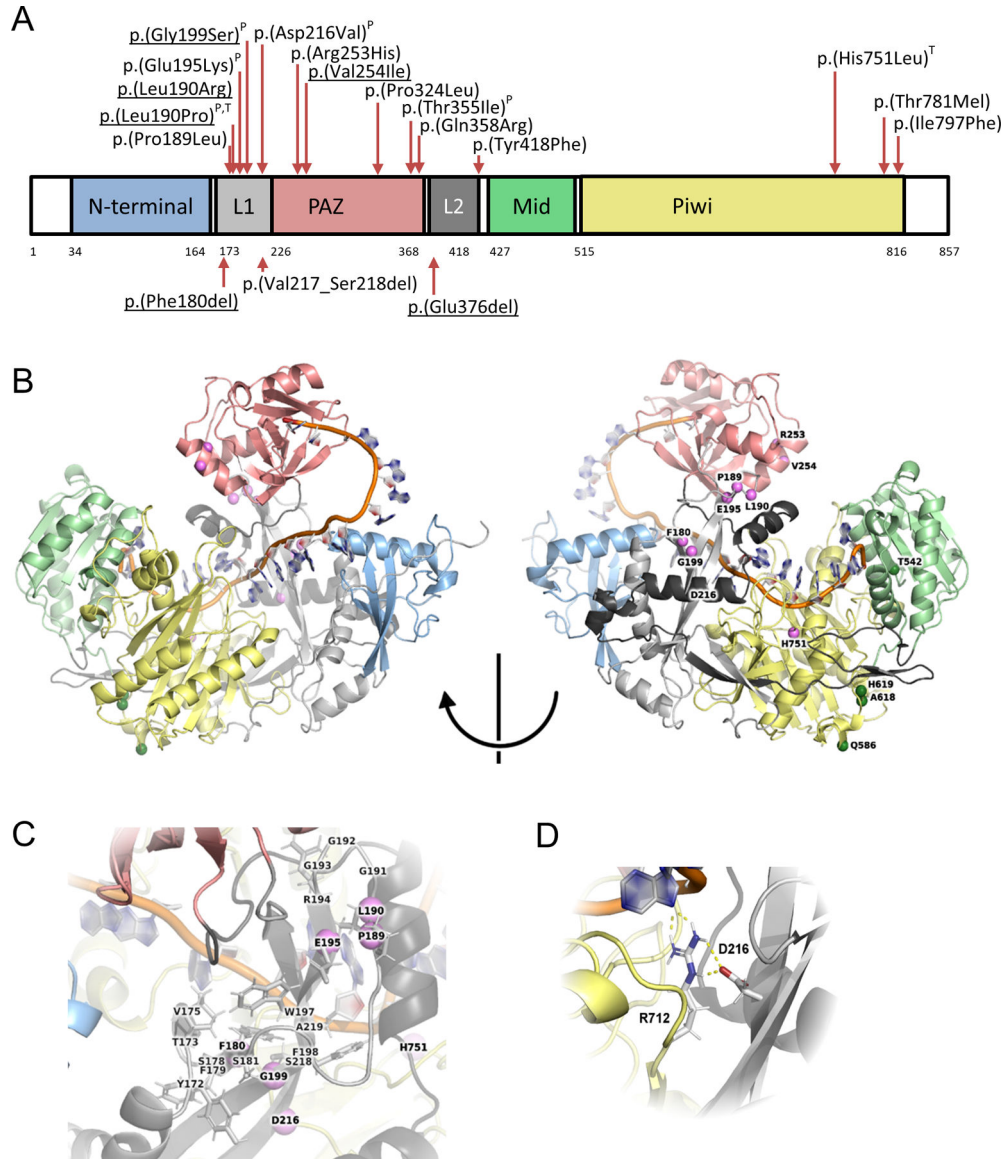 A
p.(Gly199Ser)ᴾ
p.(Asp216Val)ᴾ
p.(Glu195Lys)ᴾ
p.(Arg253His)
p.(Leu190Arg)
p.(Val254Ile)
p.(Leu190Pro)ᴾ,ᵀ
p.(Pro324Leu)
p.(Pro189Leu)
p.(Thr355Ile)ᴾ
p.(Gln358Arg)
p.(Tyr418Phe)
p.(His751Leu)ᵀ
p.(Thr781Mel)
p.(Ile797Phe)
N-terminal L1 PAZ L2 Mid Piwi
1 34 164 173 226 368 418 427 515 816 857
p.(Phe180del)
p.(Val217_Ser218del)
p.(Glu376del)
B
R253
V254
P189
L190
E195
F180
G199
D216
T542
H751
H619
A618
Q586
C
G192
G193
G191
R194
L190
P189
E195
V175
W197
T173
A219
F180
F198
H751
S178
S181
S218
F179
G199
Y172
D216
D
D216
R712